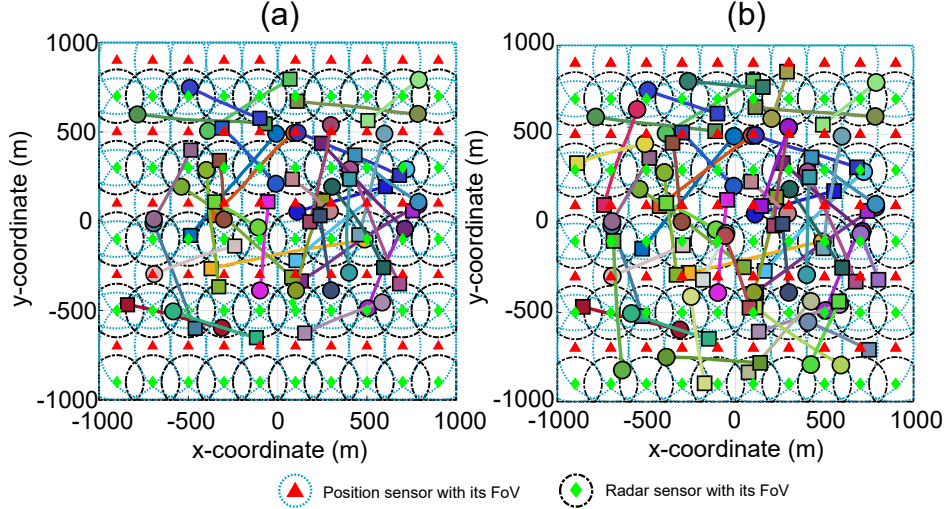 (a)
(b)
1000
500
0
-500
-1000
y-coordinate (m)
-1000 -500 0 500 1000
x-coordinate (m)
1000
500
0
-500
-1000
y-coordinate (m)
-1000 -500 0 500 1000
x-coordinate (m)
Position sensor with its FoV
Radar sensor with its FoV